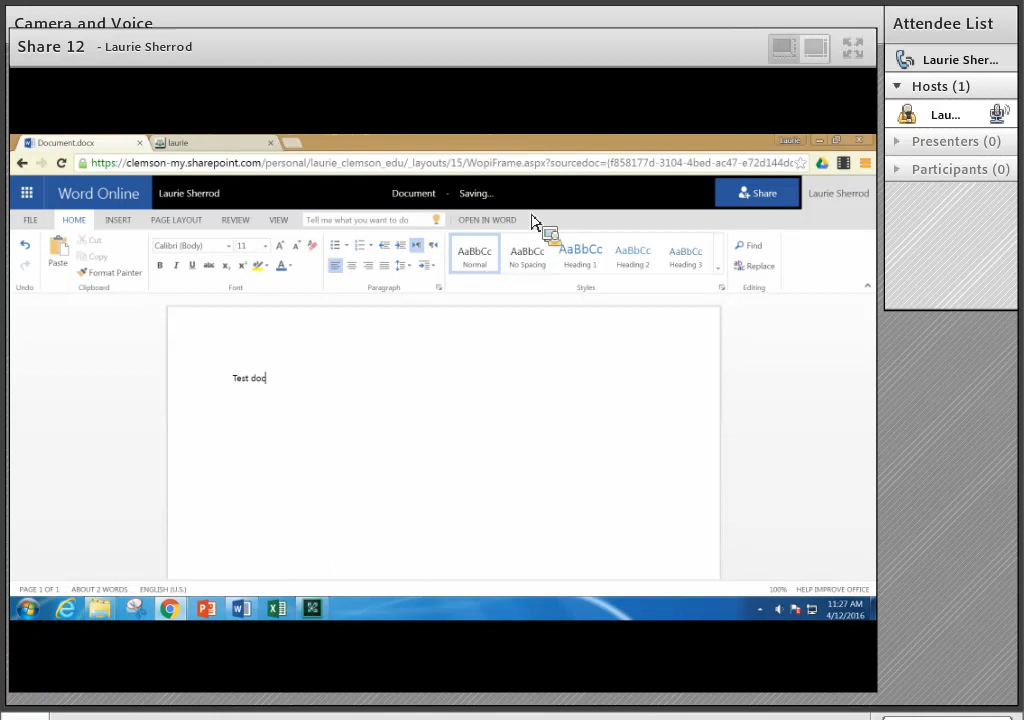 Camera and Voice
Share 12 - Laurie Sherrod
Attendee List
Laurie Sher...
Hosts (1)
Lau...
Presenters (0)
Participants (0)
Document.docx
laurie
Laurie
https://clemson-my.sharepoint.com/personal/laurie_clemson_edu/_layouts/15/WopiFrame.aspx?sourcedoc={f858177d-3104-4bed-ac47-e72d144dc
Word Online
Laurie Sherrod
Document - Saving...
Share
Laurie Sherrod
FILE HOME INSERT PAGE LAYOUT REVIEW VIEW Tell me what you want to do OPEN IN WORD
Paste
Cut
Copy
Format Painter
Calibri (Body) 11
B I U abc x₂ x² A
AaBbCc AaBbCc AaBbCc AaBbCc AaBbCc
Normal No Spacing Heading 1 Heading 2 Heading 3
Find
Replace
Undo Clipboard Font Paragraph Styles Editing
Test doc
PAGE 1 OF 1 ABOUT 2 WORDS ENGLISH (U.S.) 100% HELP IMPROVE OFFICE
11:27 AM
4/12/2016